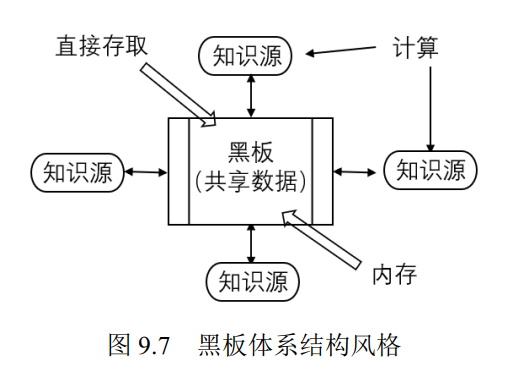 直接存取
知识源
计算
知识源
黑板
(共享数据)
知识源
知识源
内存
图 9.7 黑板体系结构风格